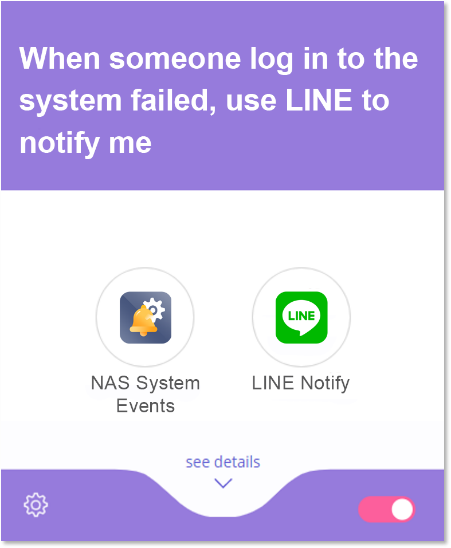 When someone log in to the
system failed, use LINE to
notify me
LINE
NAS System
Events
LINE Notify
see details